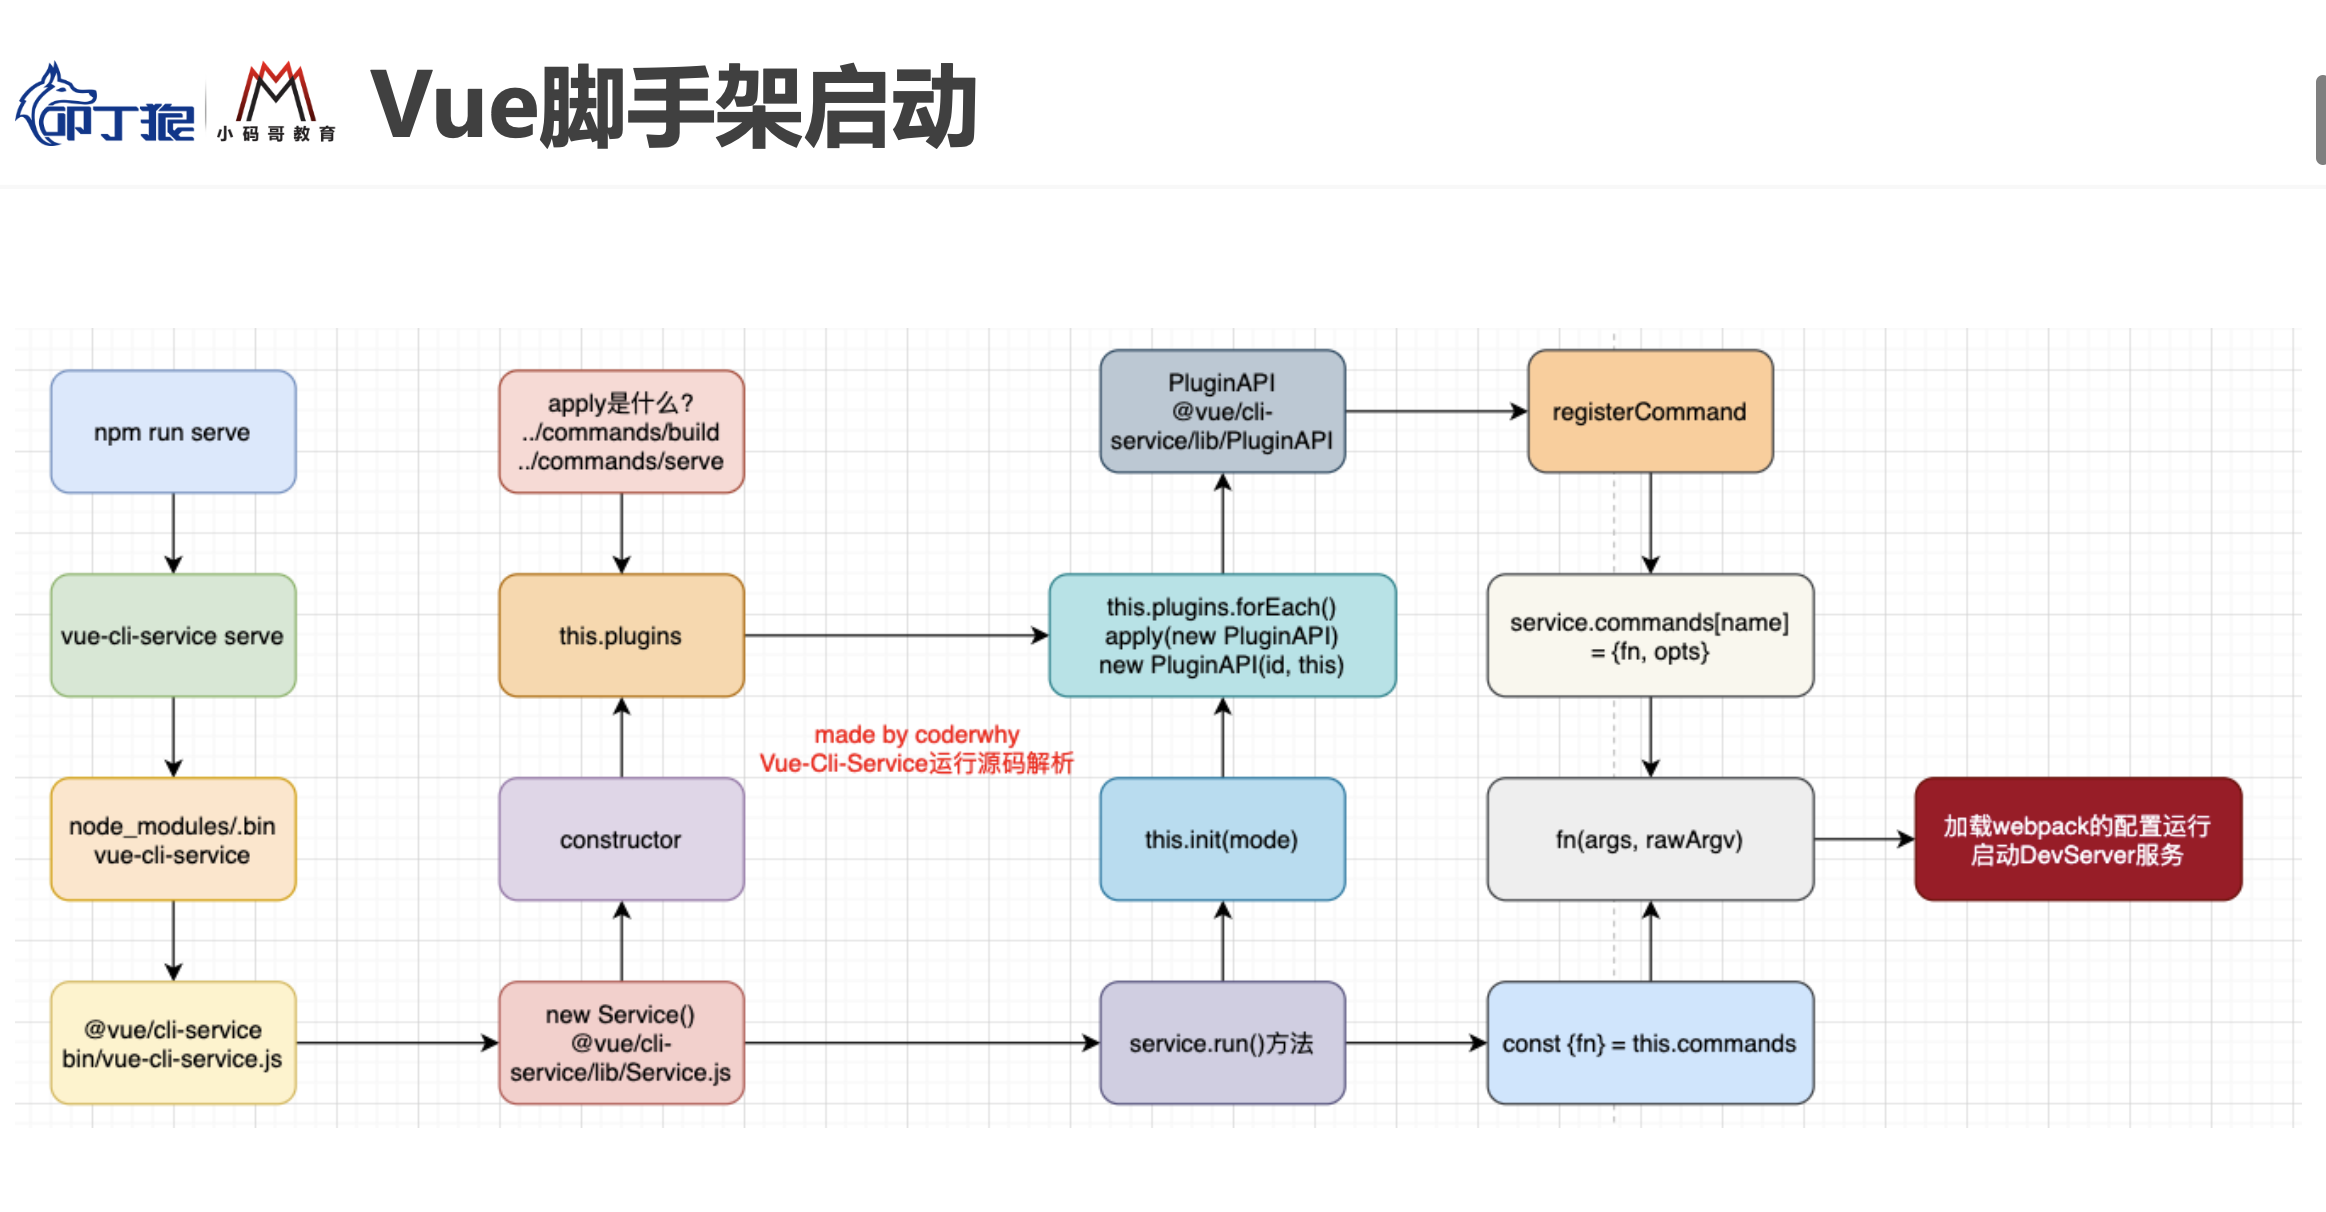 叩丁狼
小码哥教育
Vue脚手架启动
npm run serve
vue-cli-service serve
node_modules/.bin
vue-cli-service
@vue/cli-service
bin/vue-cli-service.js
apply是什么?
../commands/build
../commands/serve
this.plugins
constructor
new Service()
@vue/cli-
service/lib/Service.js
made by coderwhy
Vue-Cli-Service运行源码解析
PluginAPI
@vue/cli-
service/lib/PluginAPI
this.plugins.forEach()
apply(new PluginAPI)
new PluginAPI(id, this)
this.init(mode)
service.run()方法
registerCommand
service.commands[name]
= {fn, opts}
fn(args, rawArgv)
const {fn} = this.commands
加载webpack的配置运行
启动DevServer服务